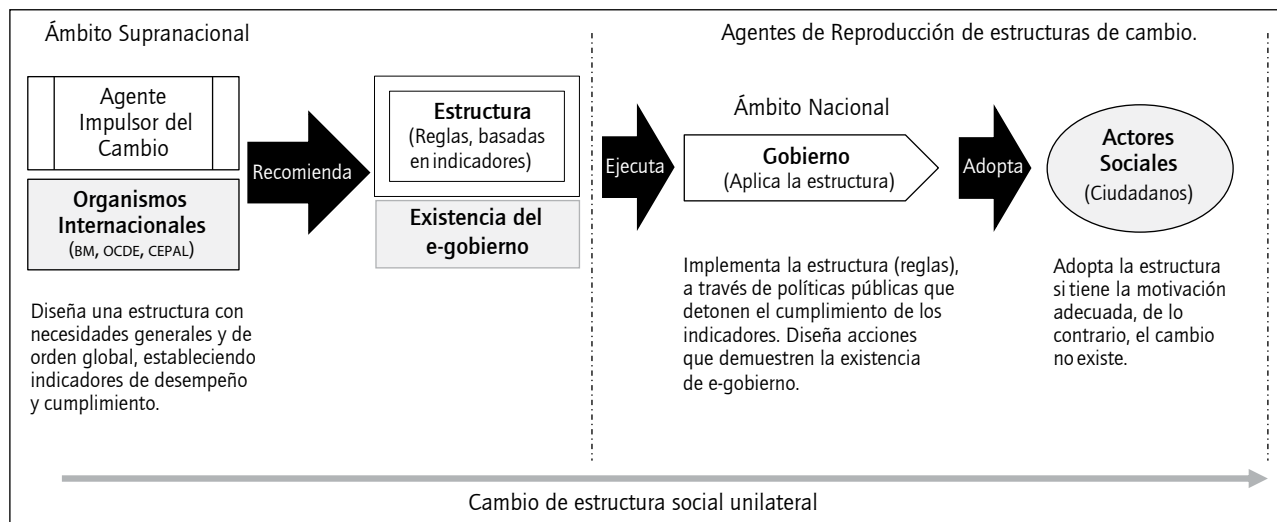 Ámbito Supranacional
Agente
Impulsor del
Cambio
Organismos
Internacionales
(BM, OCDE, CEPAL)
Diseña una estructura con
necesidades generales y de
orden global, estableciendo
indicadores de desempeño
y cumplimiento.
Recomienda
Estructura
(Reglas, basadas
en indicadores)
Existencia del
e-gobierno
Agentes de Reproducción de estructuras de cambio.
Ejecuta
Ámbito Nacional
Gobierno
(Aplica la estructura)
Implementa la estructura (reglas),
a través de políticas públicas que
detonen el cumplimiento de los
indicadores. Diseña acciones
que demuestren la existencia
de e-gobierno.
Adopta
Actores
Sociales
(Ciudadanos)
Adopta la estructura
si tiene la motivación
adecuada, de lo
contrario, el cambio
no existe.
Cambio de estructura social unilateral